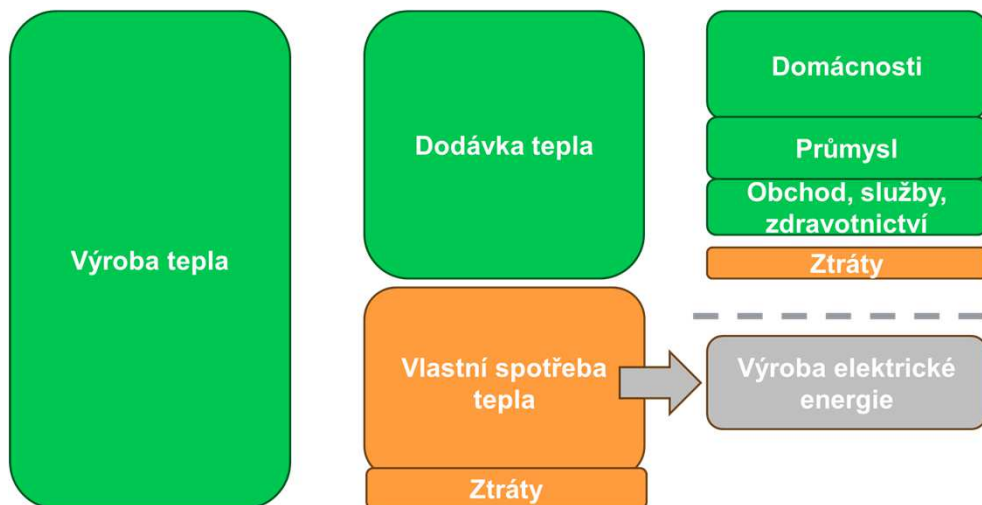 Výroba tepla
Dodávka tepla
Vlastní spotřeba
tepla
Ztráty
Domácnosti
Průmysl
Obchod, služby,
zdravotnictví
Ztráty
Výroba elektrické
energie